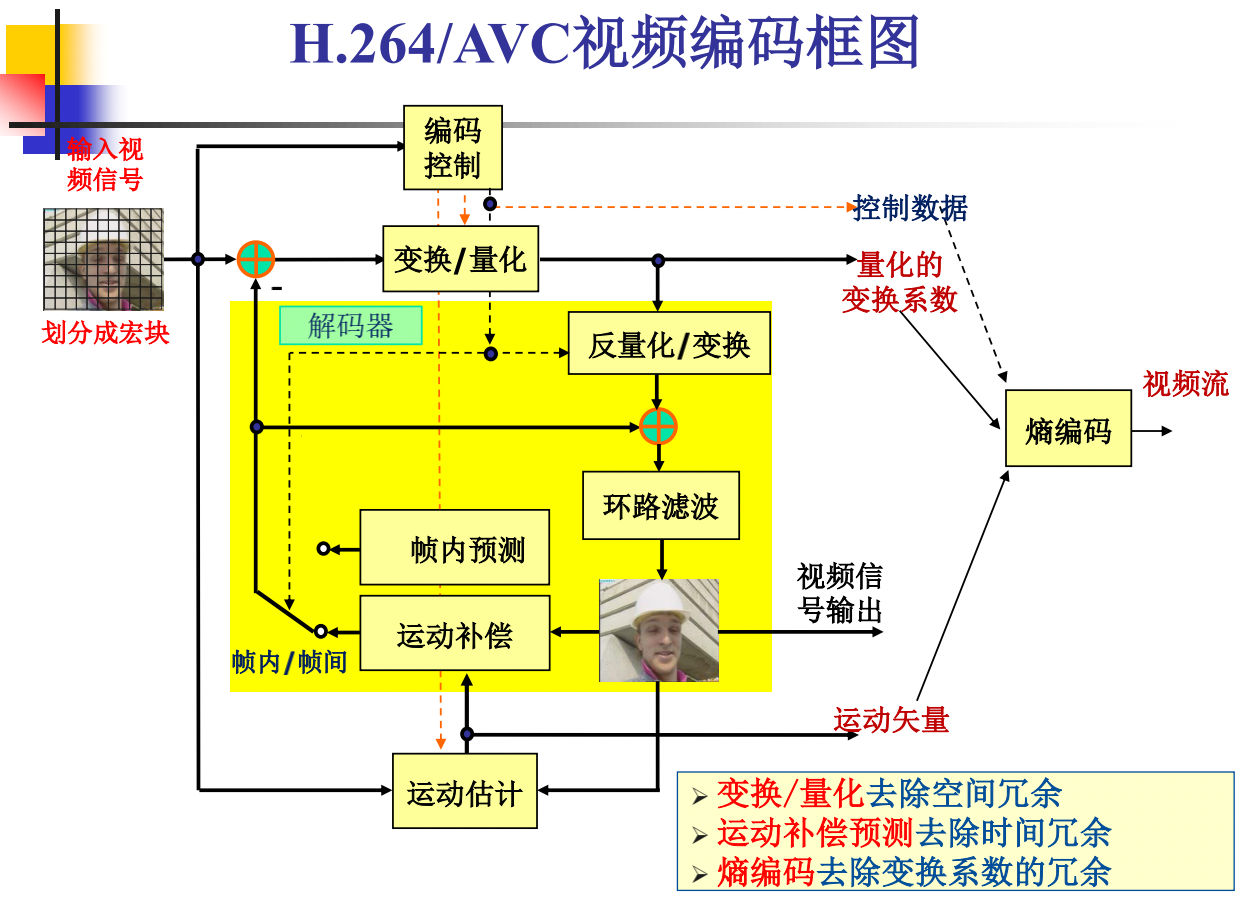 H.264/AVC视频编码框图
编码
控制
输入视
频信号
控制数据
变换/量化
量化的
变换系数
-
划分成宏块
解码器
反量化/变换
视频流
熵编码
环路滤波
帧内预测
视频信
号输出
运动补偿
帧内/帧间
运动矢量
运动估计
变换/量化去除空间冗余
运动补偿预测去除时间冗余
熵编码去除变换系数的冗余